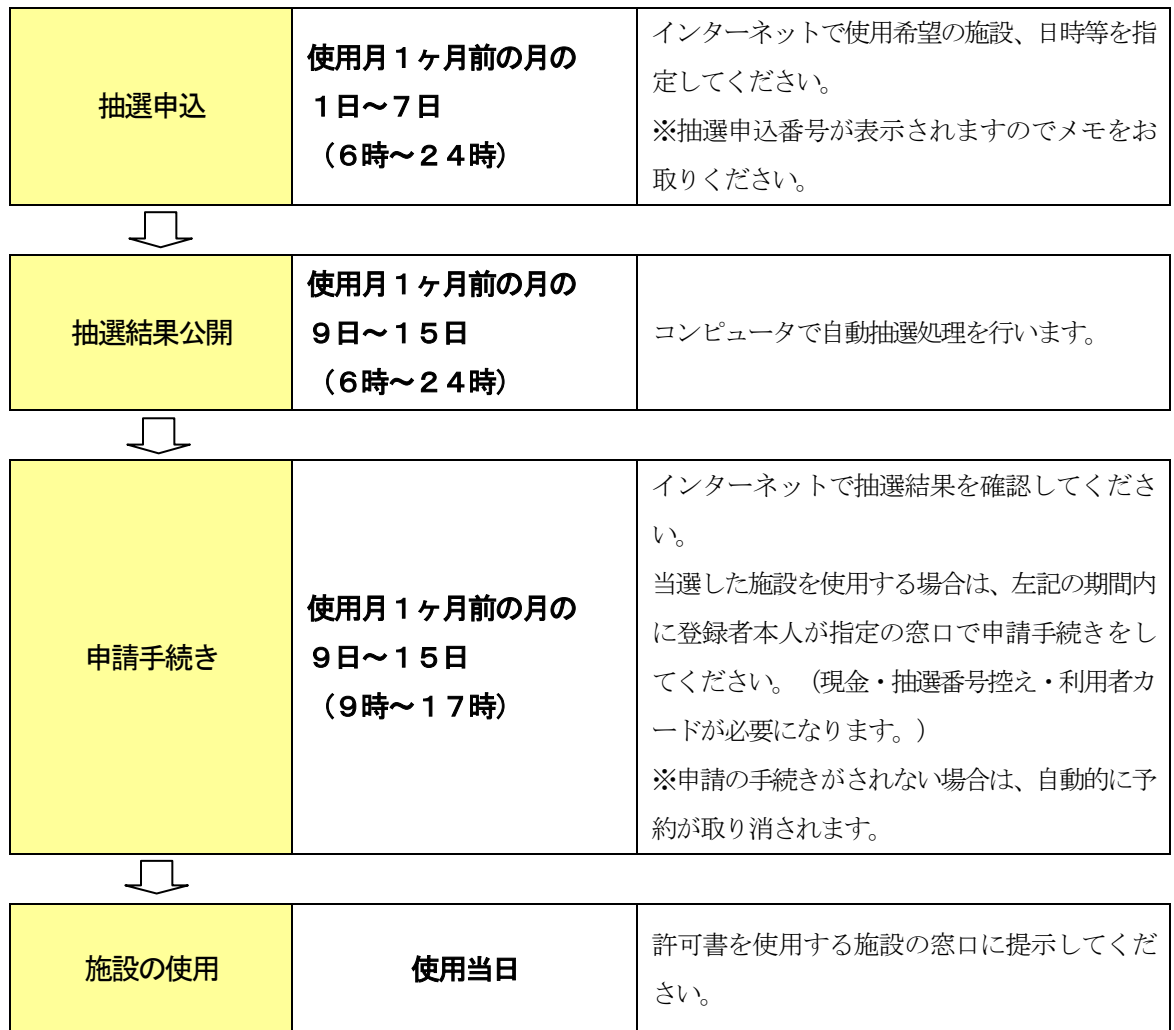 抽選申込
使用月１ヶ月前の月の
１日～７日
（６時～２４時）
インターネットで使用希望の施設、日時等を指
定してください。
※抽選申込番号が表示されますのでメモをお
取りください。
抽選結果公開
使用月１ヶ月前の月の
９日～１５日
（６時～２４時）
コンピュータで自動抽選処理を行います。
申請手続き
使用月１ヶ月前の月の
９日～１５日
（９時～１７時）
インターネットで抽選結果を確認してくださ
い。
当選した施設を使用する場合は、左記の期間内
に登録者本人が指定の窓口で申請手続きをし
てください。（現金・抽選番号控え・利用者カ
ードが必要になります。）
※申請の手続きがされない場合は、自動的に予
約が取り消されます。
施設の使用
使用当日
許可書を使用する施設の窓口に提示してくだ
さい。